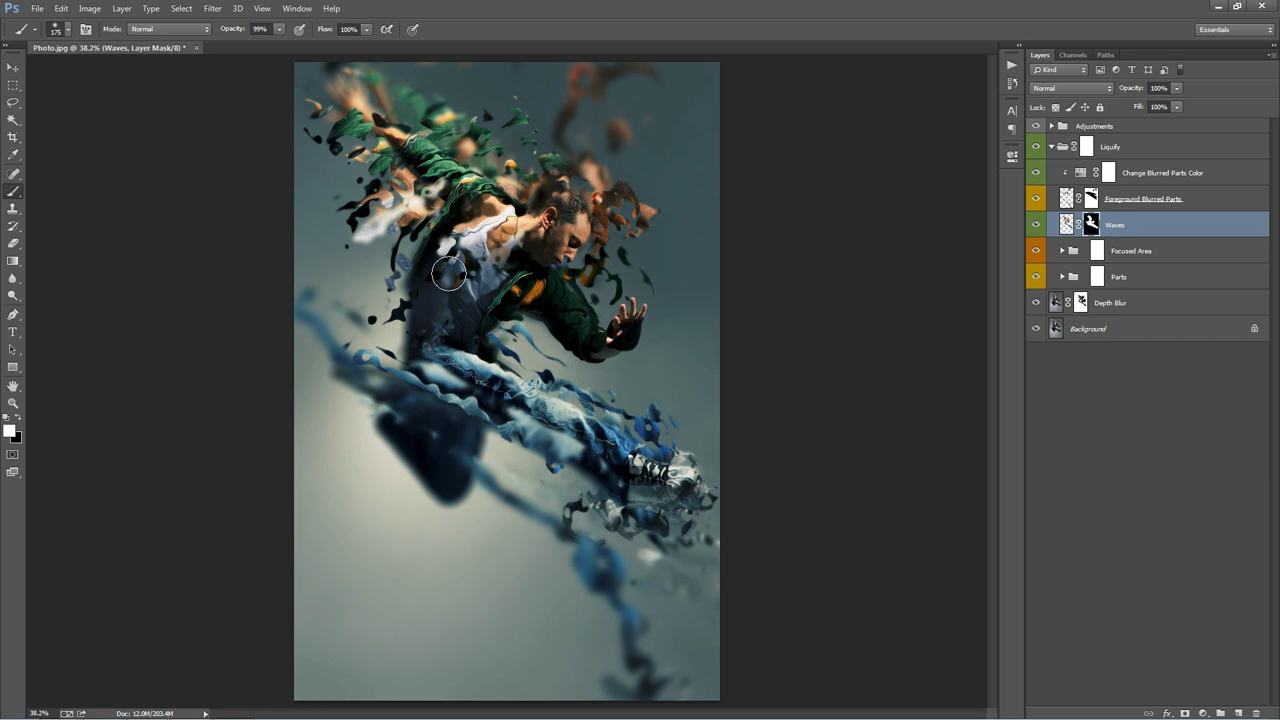 Ps File Edit Image Layer Type Select Filter 3D View Window Help
175 Mode: Normal Opacity: 99% Flow: 100% Essentials
Photo.jpg @ 38.2% (Waves, Layer Mask/8) * ×
Layers Channels Paths
Kind
Normal Opacity: 100%
Lock: Fill: 100%
Adjustments
Liquify
Change Blurred Parts Color
Foreground Blurred Parts
Waves
Focused Area
Parts
Depth Blur
Background
38.2% Doc: 12.0M/203.4M